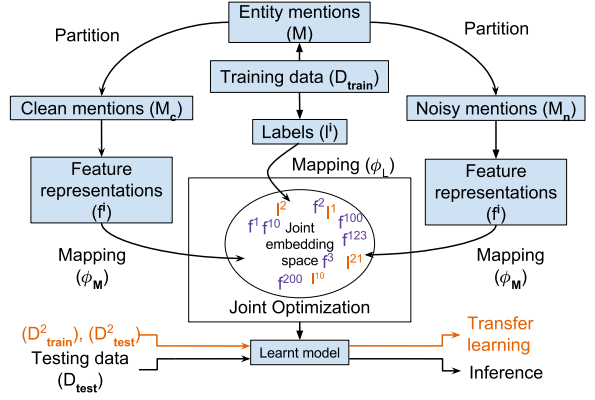 Entity mentions
(M)
Partition
Partition
Training data (D_train)
Clean mentions (M_c)
Noisy mentions (M_n)
Labels (l^i)
Mapping (ϕ_L)
Feature
representations
(f^i)
Feature
representations
(f^i)
l^2 f^2 l^1
f^1 f^10 f^100
Joint
embedding
space
f^123
f^3 l^21
f^200 l^10
Mapping
(ϕ_M)
Mapping
(ϕ_M)
Joint Optimization
(D^2_train), (D^2_test)
Transfer
learning
Learnt model
Testing data
(D_test)
Inference